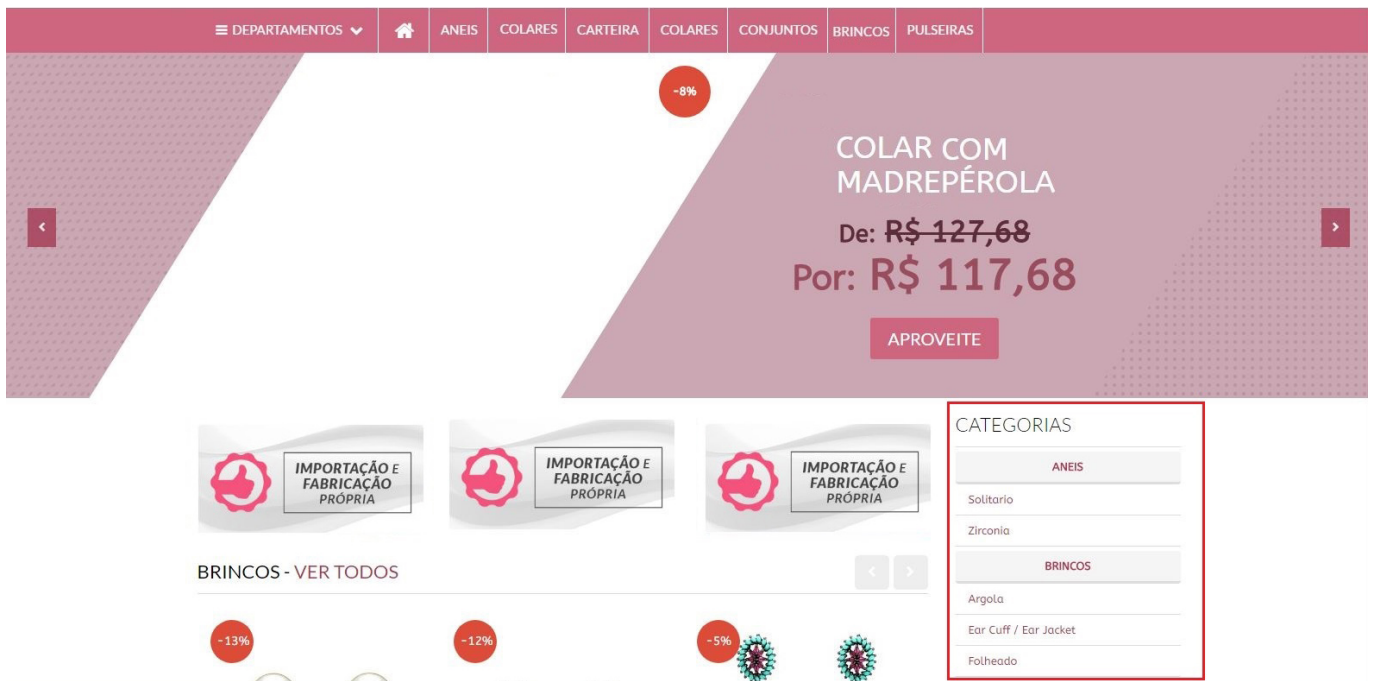 DEPARTAMENTOS ANEIS COLARES CARTEIRA COLARES CONJUNTOS BRINCOS PULSEIRAS
-8%
COLAR COM
MADREPÉROLA
De: R$ 127,68
Por: R$ 117,68
APROVEITE
IMPORTAÇÃO E
FABRICAÇÃO
PRÓPRIA
IMPORTAÇÃO E
FABRICAÇÃO
PRÓPRIA
IMPORTAÇÃO E
FABRICAÇÃO
PRÓPRIA
BRINCOS - VER TODOS
-13%
-12%
-5%
CATEGORIAS
ANEIS
Solitario
Zirconia
BRINCOS
Argola
Ear Cuff / Ear Jacket
Folheado